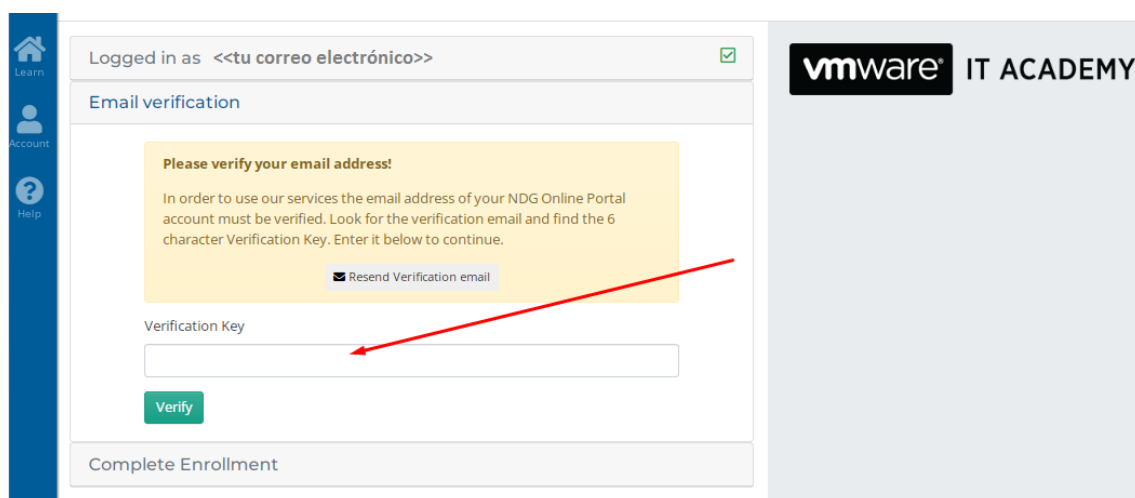 Learn
Account
Help
Logged in as <<tu correo electrónico>>
Email verification
Please verify your email address!
In order to use our services the email address of your NDG Online Portal
account must be verified. Look for the verification email and find the 6
character Verification Key. Enter it below to continue.
Resend Verification email
Verification Key
Verify
Complete Enrollment
vmware® IT ACADEMY